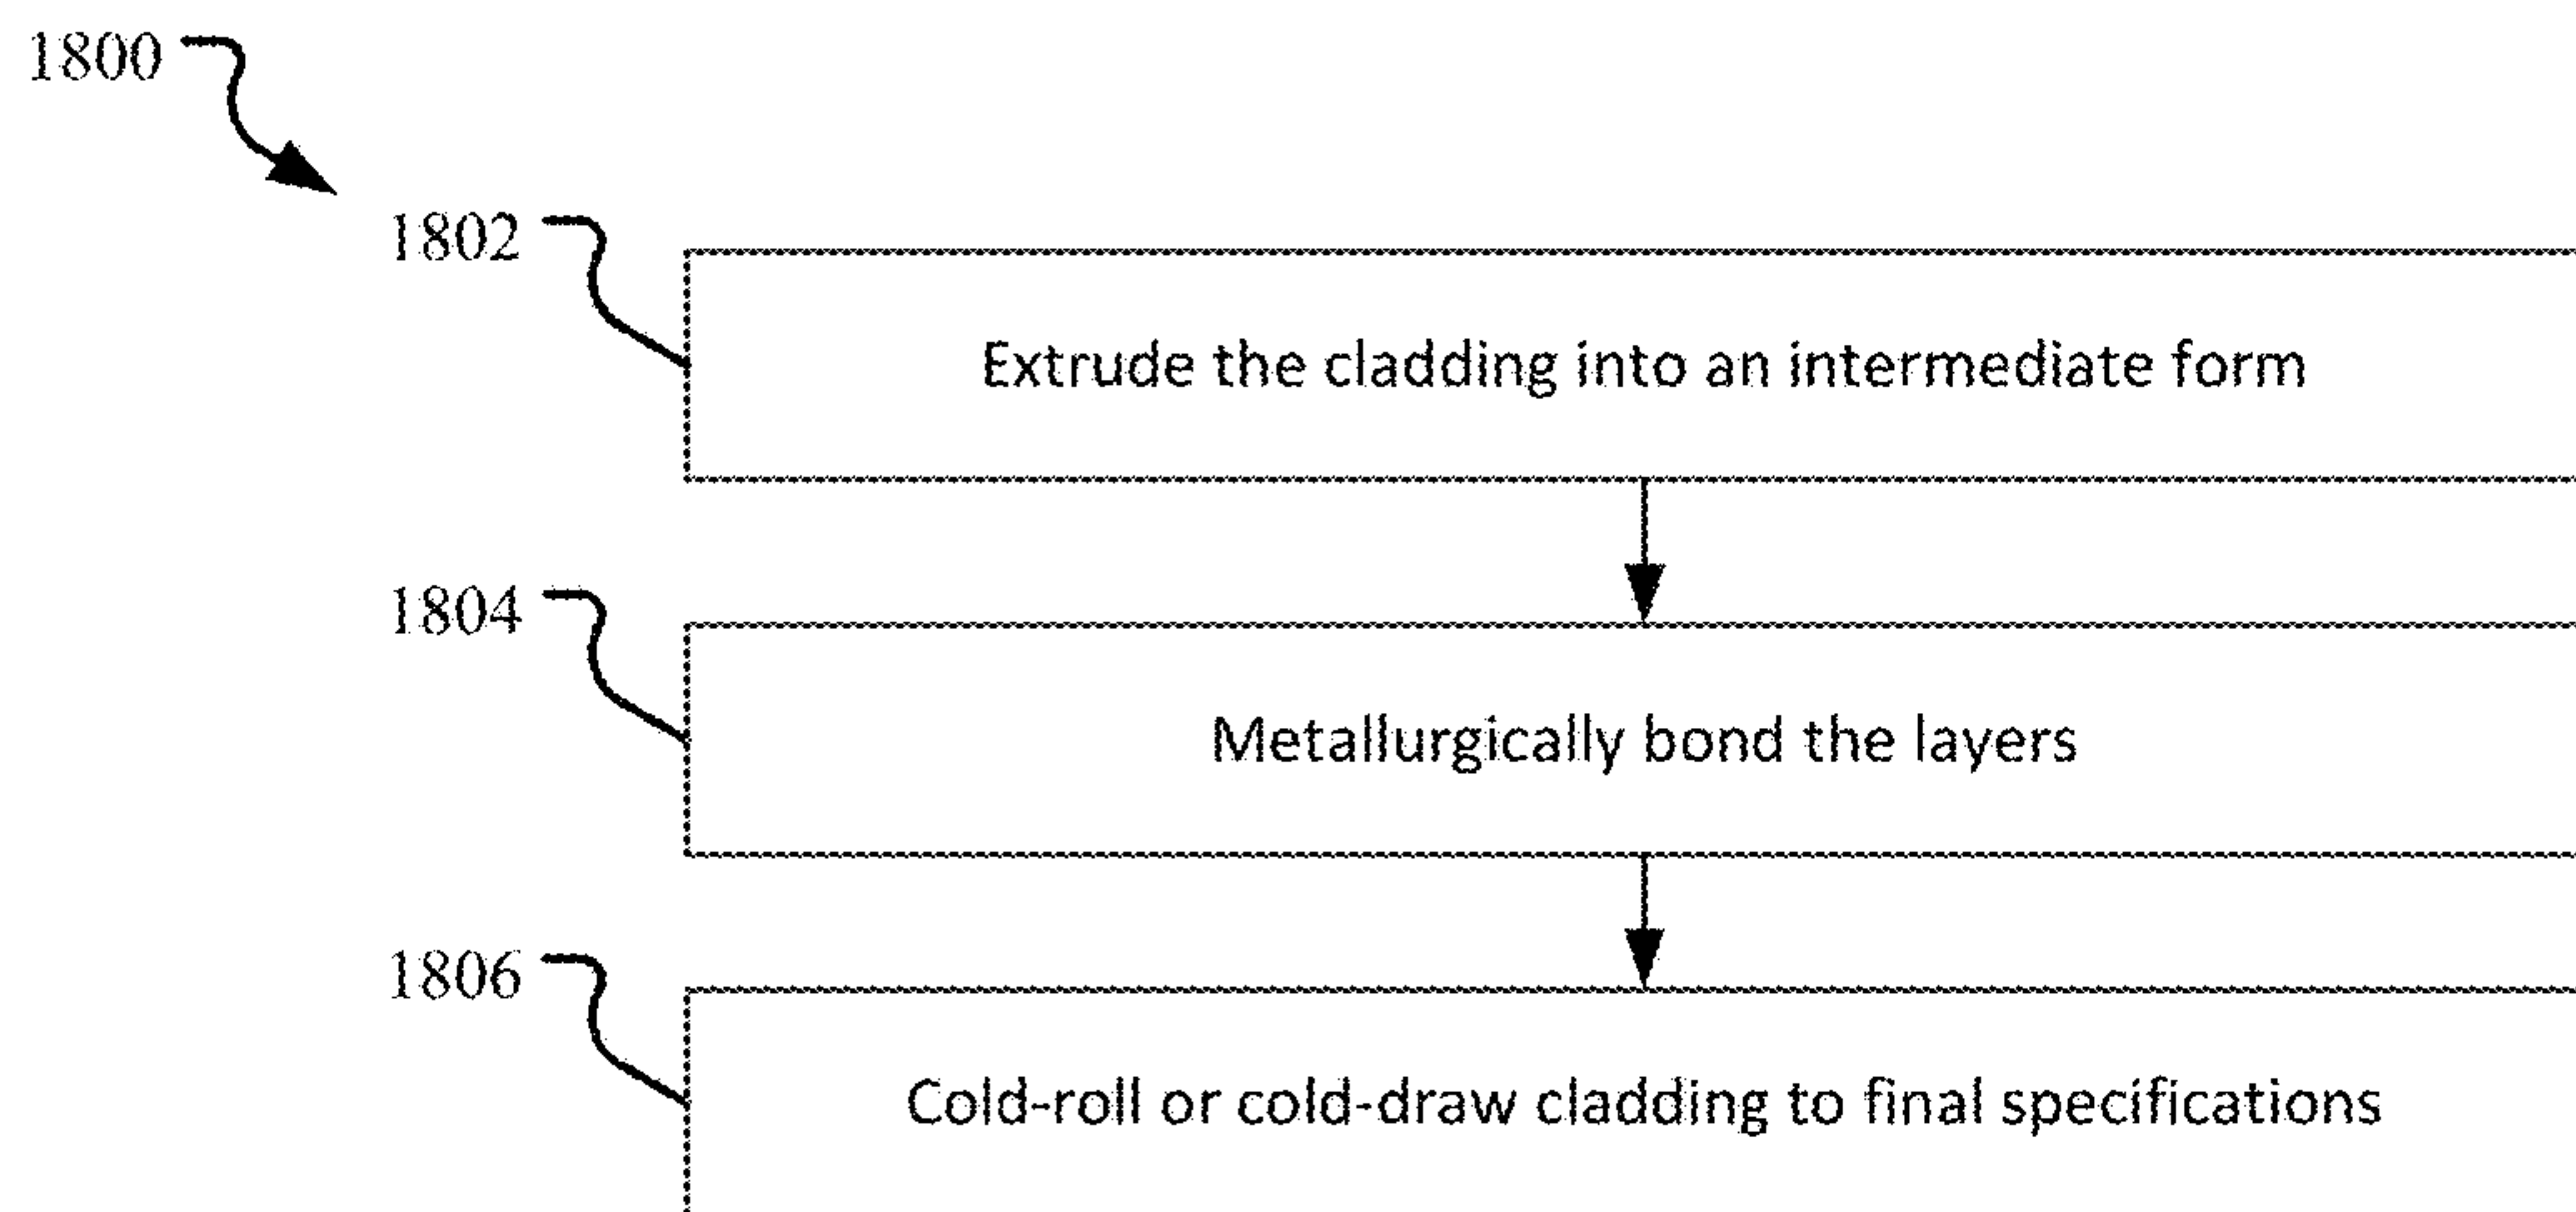 1800
1802
Extrude the cladding into an intermediate form
1804
Metallurgically bond the layers
1806
Cold-roll or cold-draw cladding to final specifications